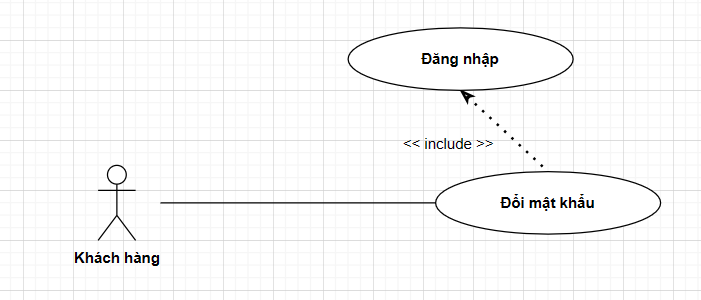 Đăng nhập
<< include >>
Đổi mật khẩu
Khách hàng